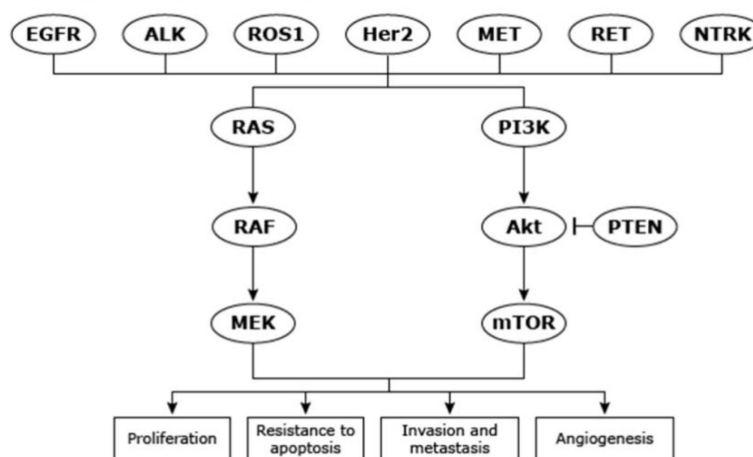 EGFR ALK ROS1 Her2 MET RET NTRK
RAS PI3K
RAF Akt PTEN
MEK mTOR
Proliferation
Resistance to
apoptosis
Invasion and
metastasis
Angiogenesis